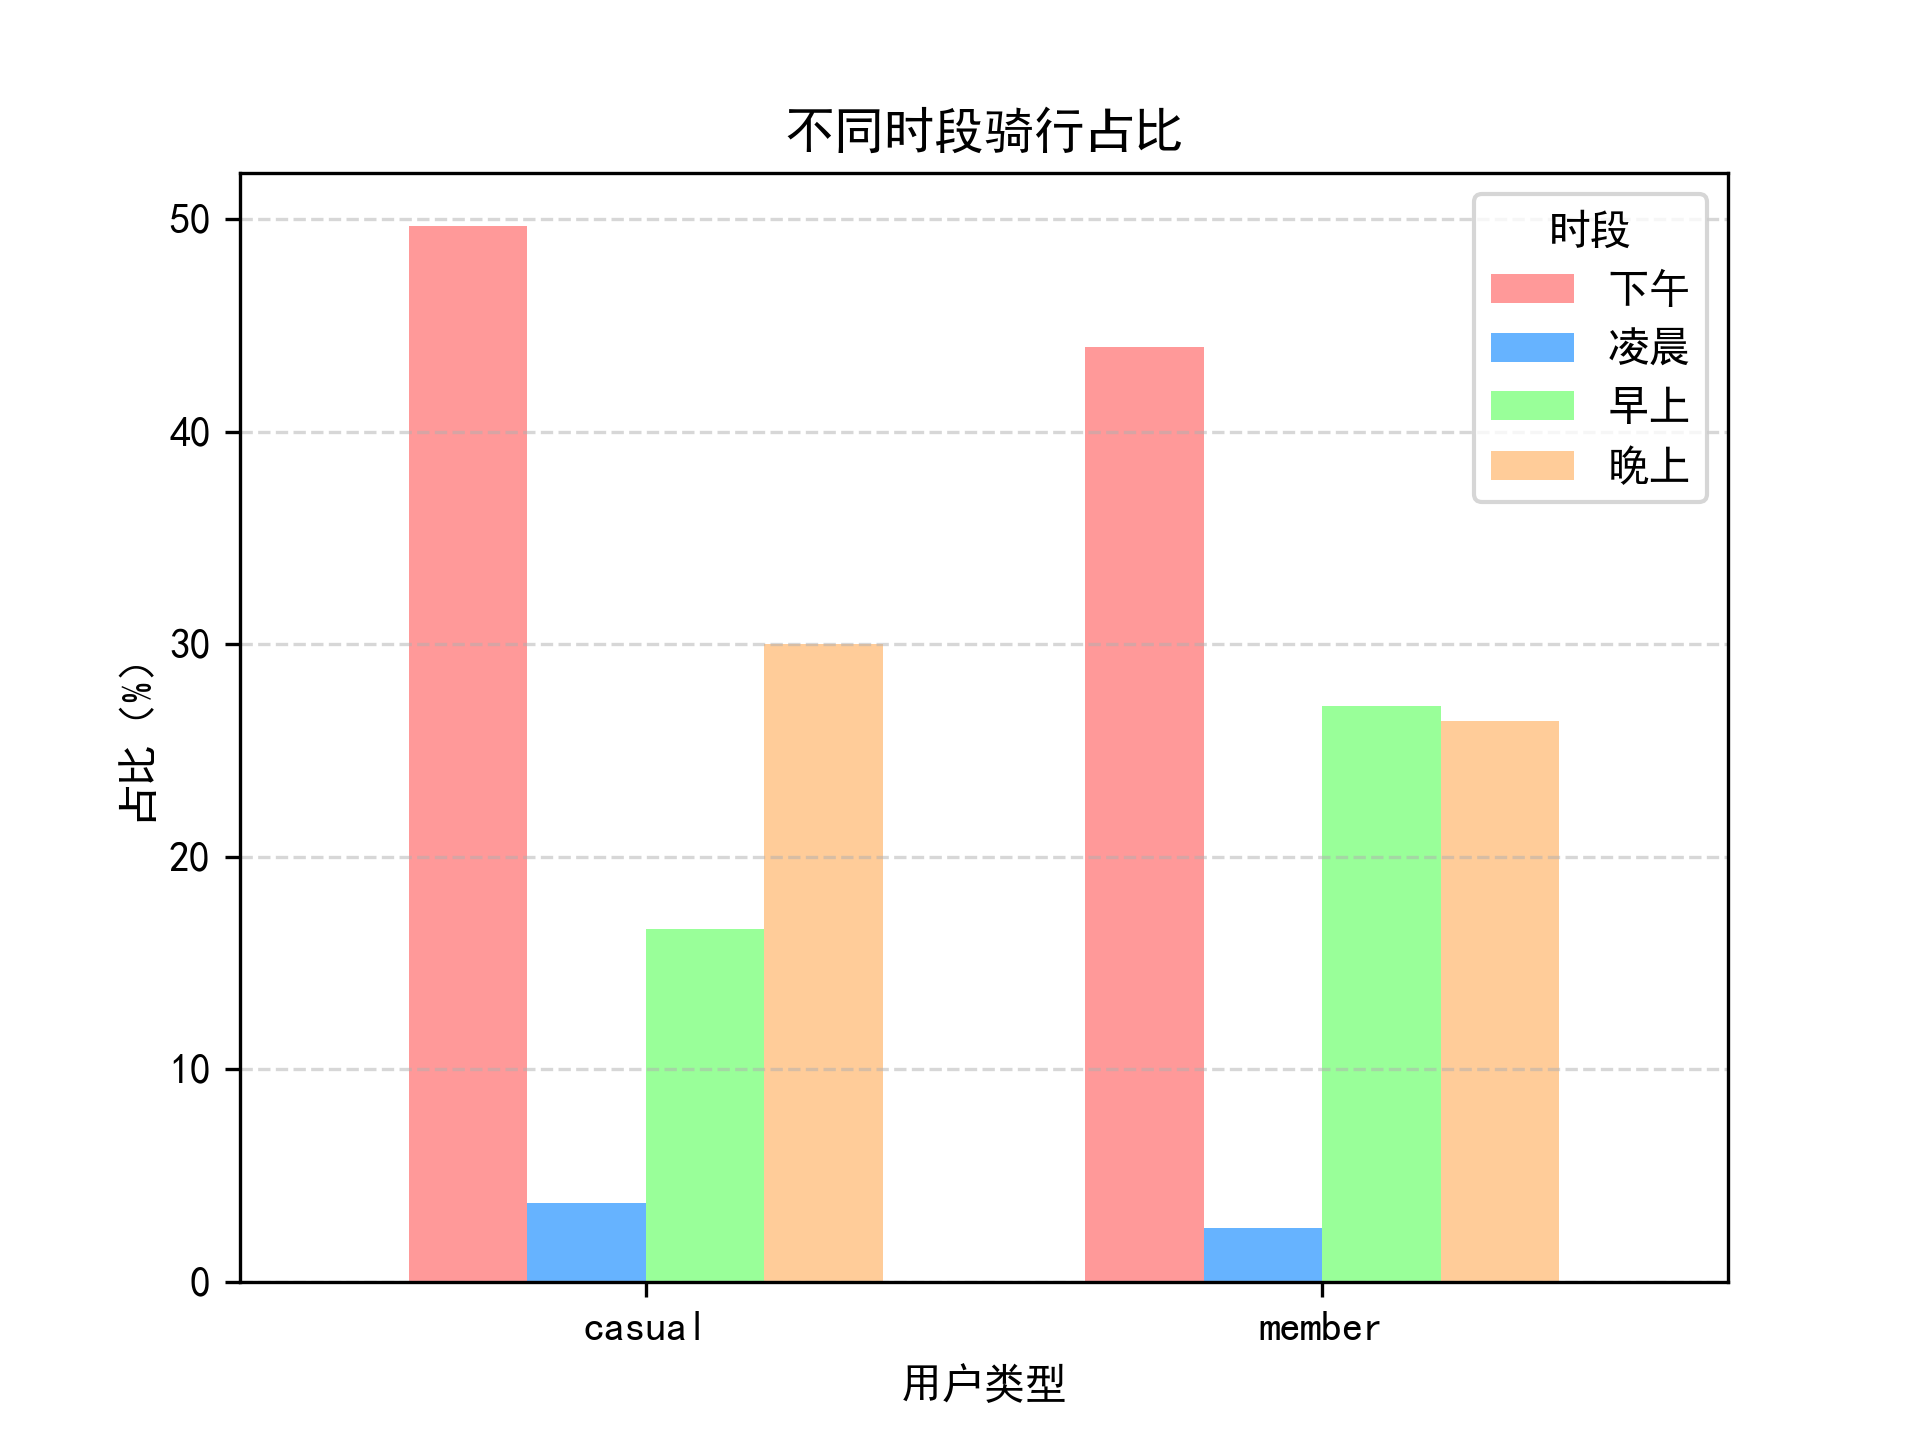 不同时段骑行占比
时段
下午
凌晨
早上
晚上
50
40
30
20
10
0
占比 (%)
casual
member
用户类型